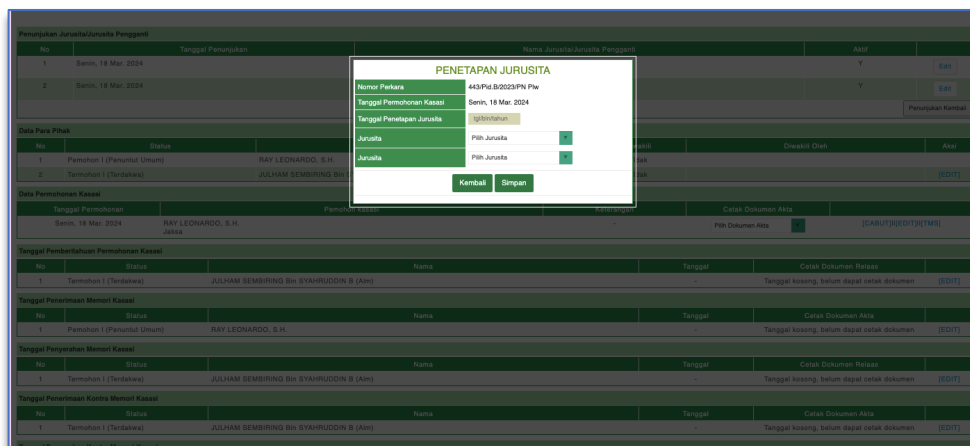 Penunjukan Jurusita/Jurusita Pengganti
No Tanggal Penunjukan Nama Jurusita/Jurusita Pengganti Aktif
1 Senin, 18 Mar. 2024 Y Edit
2 Senin, 18 Mar. 2024 Y Edit
Penunjukan Kembali
PENETAPAN JURUSITA
Nomor Perkara 443/Pid.B/2023/PN Plw
Tanggal Permohonan Kasasi Senin, 18 Mar. 2024
Tanggal Penetapan Jurusita tgl/bln/tahun
Jurusita Pilih Jurusita
Jurusita Pilih Jurusita
Kembali Simpan
Data Para Pihak
No Status Diwakili Oleh Aksi
1 Pemohon I (Penuntut Umum) RAY LEONARDO, S.H.
2 Termohon I (Terdakwa) JULHAM SEMBIRING Bin [EDIT]
Data Permohonan Kasasi
Tanggal Permohonan Pemohon Kasasi Keterangan Cetak Dokumen Akta
Senin, 18 Mar. 2024 RAY LEONARDO, S.H. - Pilih Dokumen Akta [CABUT][EDIT][TMS]
Jaksa
Tanggal Pemberitahuan Permohonan Kasasi
No Status Nama Tanggal Cetak Dokumen Relaas
1 Termohon I (Terdakwa) JULHAM SEMBIRING Bin SYAHRUDDIN B (Alm) - Tanggal kosong, belum dapat cetak dokumen [EDIT]
Tanggal Penerimaan Memori Kasasi
No Status Nama Tanggal Cetak Dokumen Akta
1 Pemohon I (Penuntut Umum) RAY LEONARDO, S.H. - Tanggal kosong, belum dapat cetak dokumen [EDIT]
Tanggal Penyerahan Memori Kasasi
No Status Nama Tanggal Cetak Dokumen Relaas
1 Termohon I (Terdakwa) JULHAM SEMBIRING Bin SYAHRUDDIN B (Alm) - Tanggal kosong, belum dapat cetak dokumen [EDIT]
Tanggal Penerimaan Kontra Memori Kasasi
No Status Nama Tanggal Cetak Dokumen Akta
1 Termohon I (Terdakwa) JULHAM SEMBIRING Bin SYAHRUDDIN B (Alm) - Tanggal kosong, belum dapat cetak dokumen [EDIT]